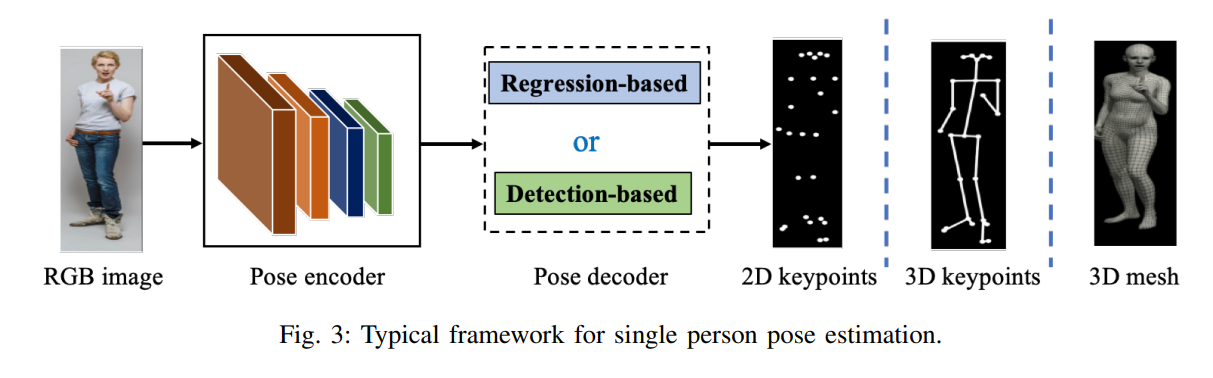 Regression-based
or
Detection-based
RGB image
Pose encoder
Pose decoder
2D keypoints
3D keypoints
3D mesh
Fig. 3: Typical framework for single person pose estimation.